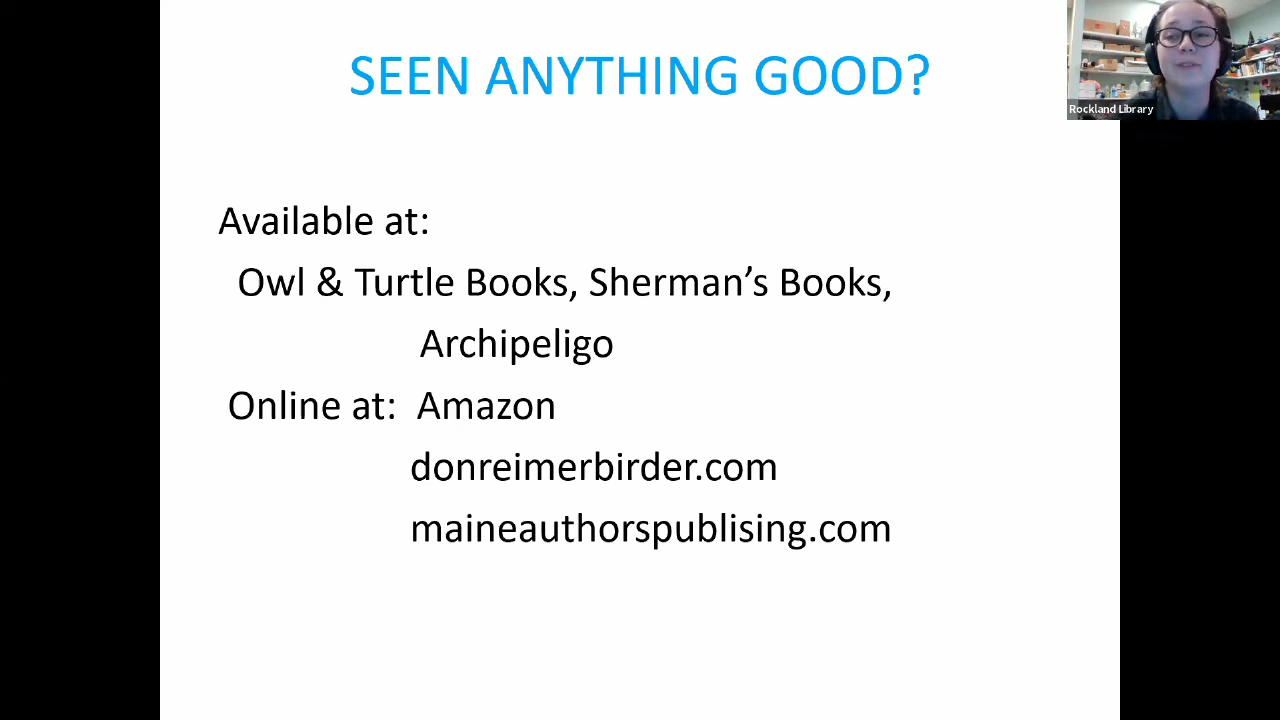 SEEN ANYTHING GOOD?
Rockland Library
Available at:
Owl & Turtle Books, Sherman’s Books,
Archipeligo
Online at: Amazon
donreimerbirder.com
maineauthorspublising.com